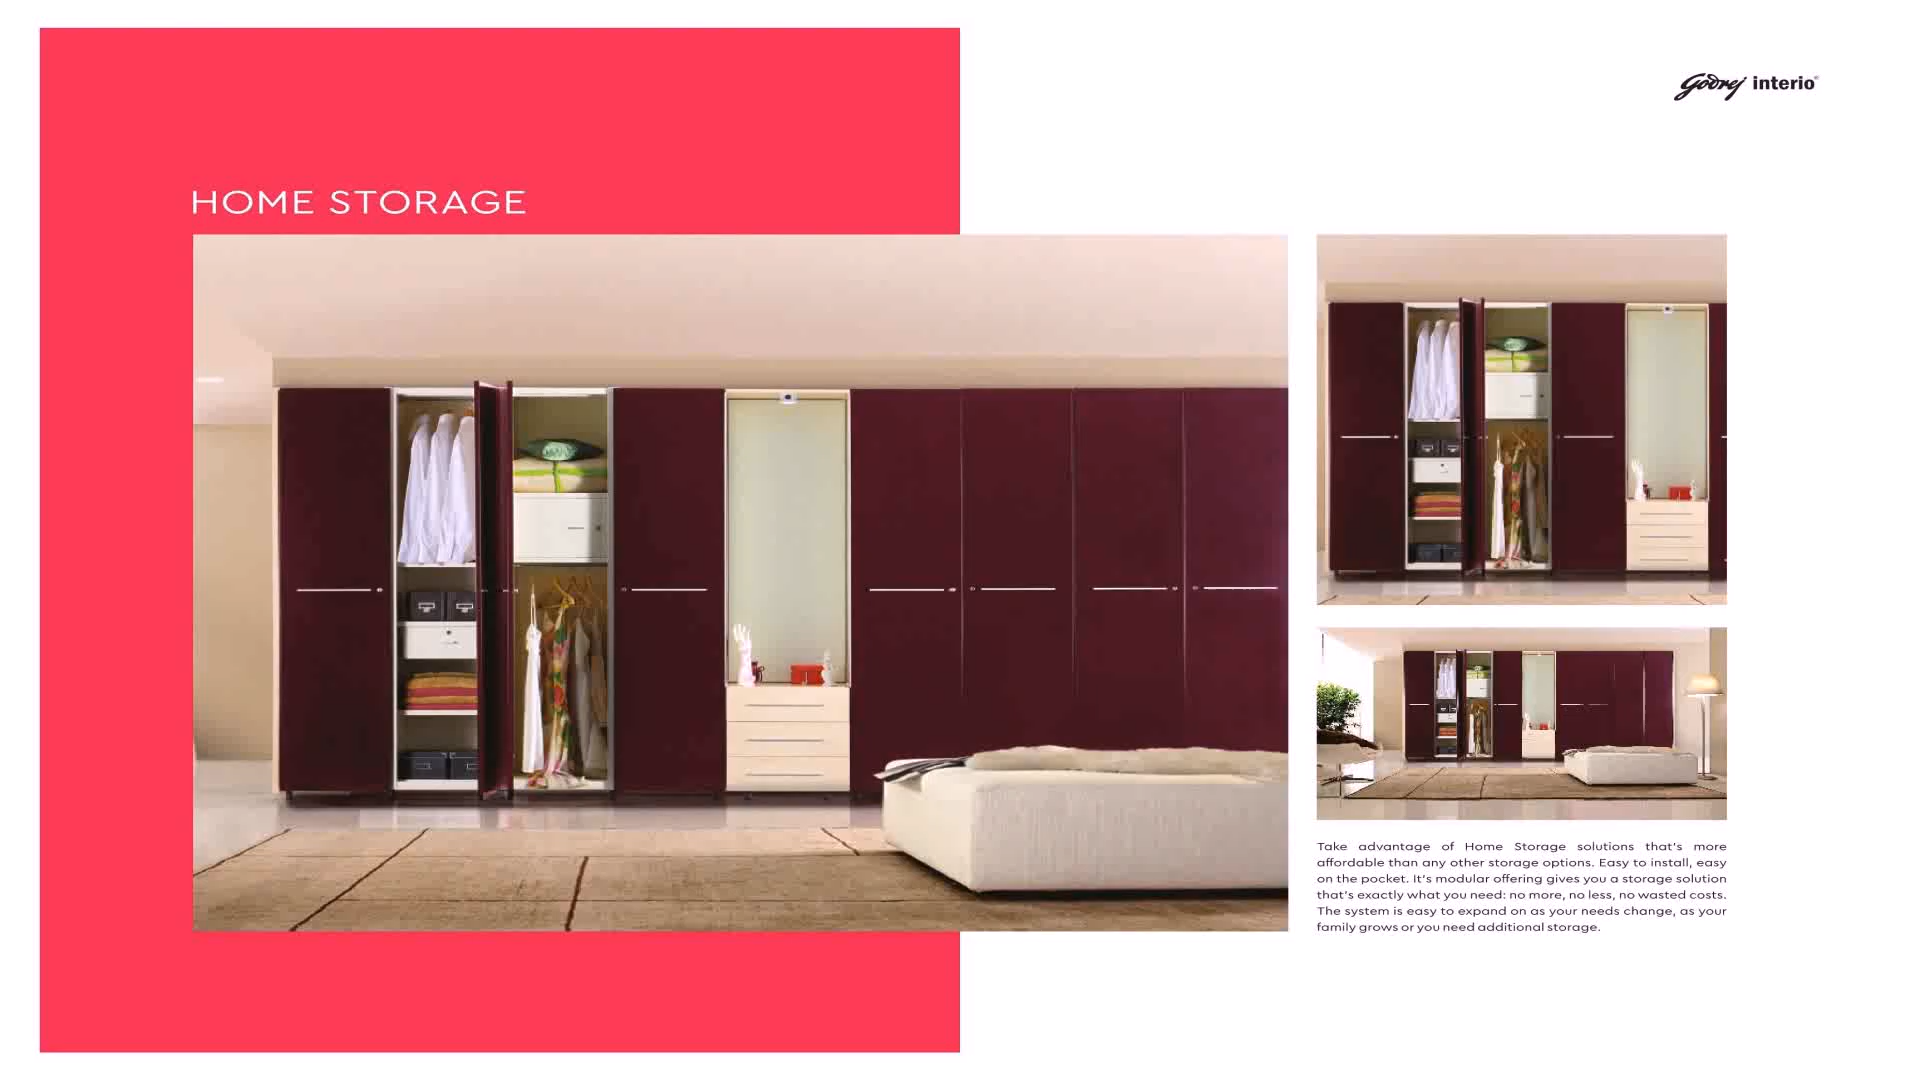 Godrej interio
HOME STORAGE
Take advantage of Home Storage solutions that's more
affordable than any other storage options. Easy to install, easy
on the pocket. It's modular offering gives you a storage solution
that's exactly what you need: no more, no less, no wasted costs.
The system is easy to expand on as your needs change, as your
family grows or you need additional storage.